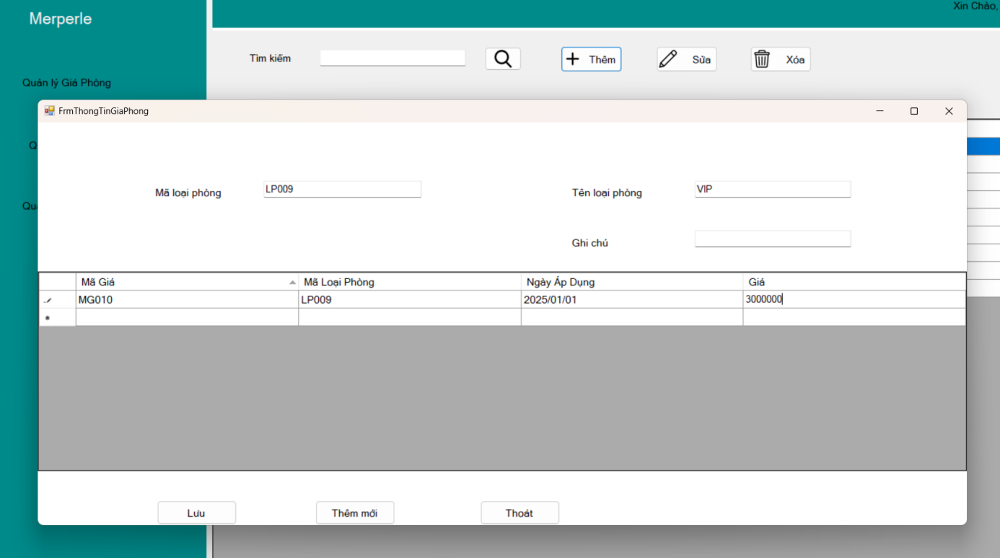 Merperle
Xin Chào,
Tìm kiếm
Thêm
Sửa
Xóa
Quản lý Giá Phòng
FrmThongTinGiaPhong
Mã loại phòng LP009
Tên loại phòng VIP
Ghi chú
Mã Giá Mã Loại Phòng Ngày Áp Dụng Giá
MG010 LP009 2025/01/01 3000000
Lưu Thêm mới Thoát